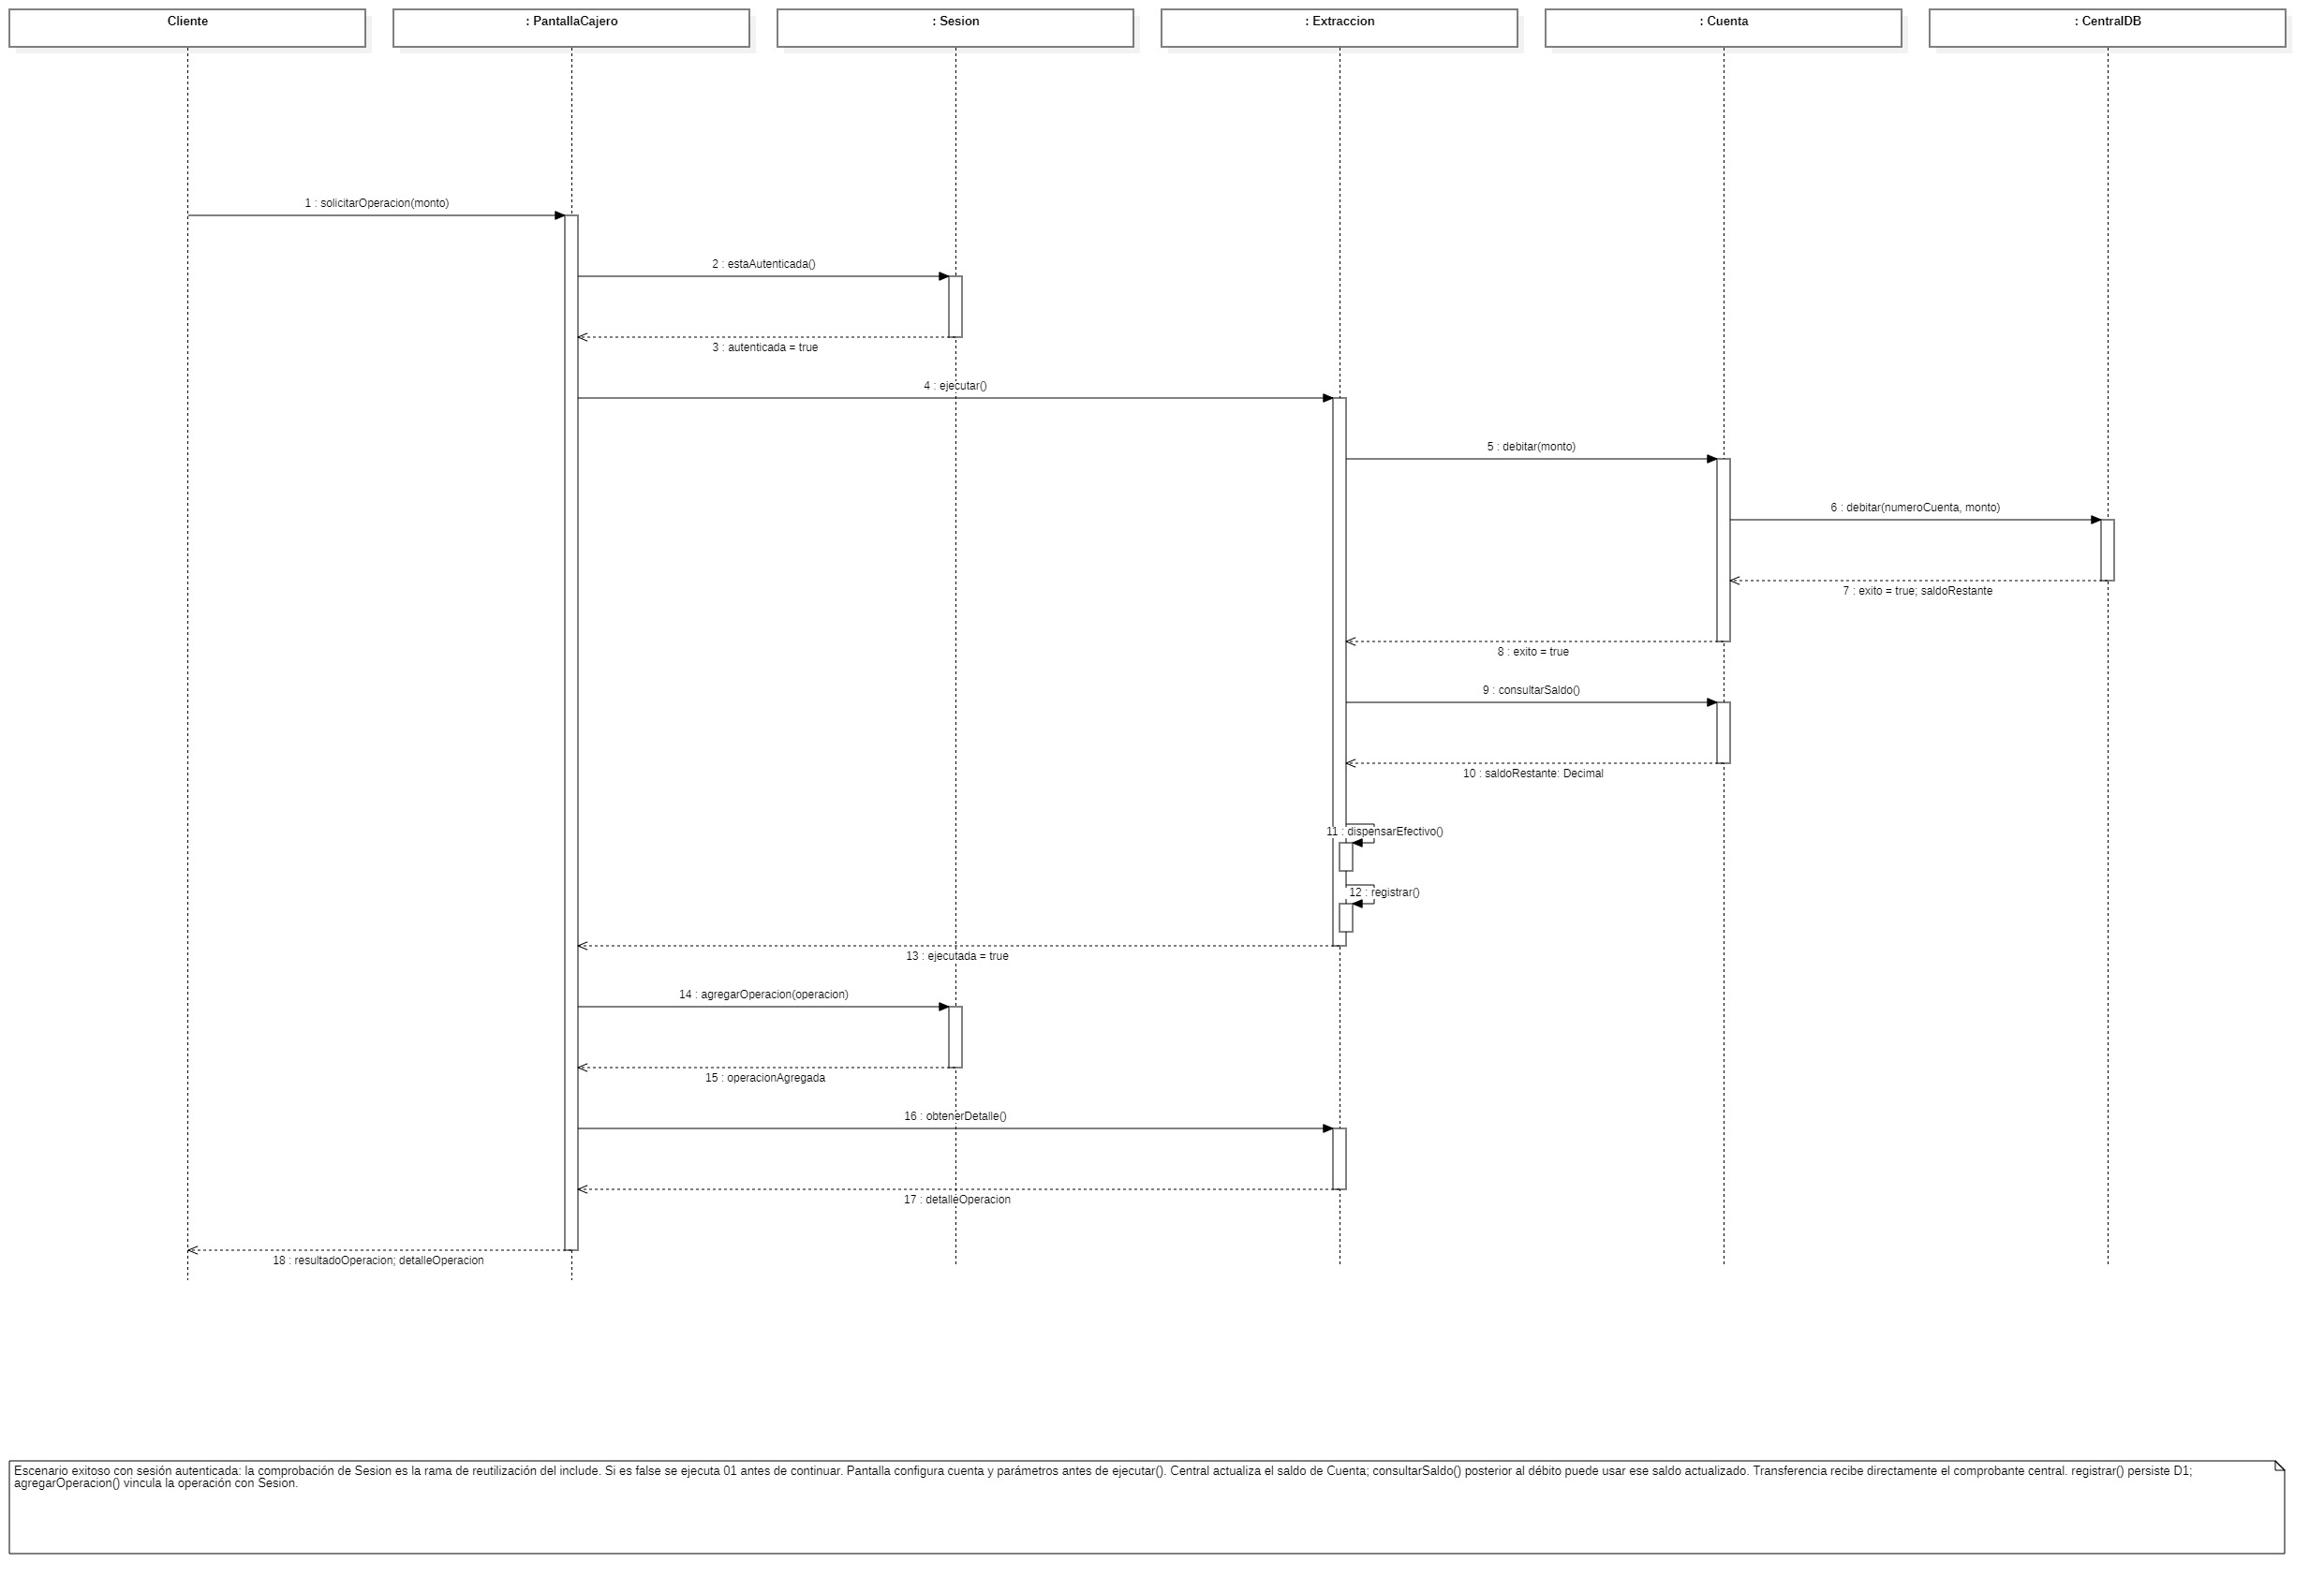 Cliente
: PantallaCajero
: Sesion
: Extraccion
: Cuenta
: CentralDB
1 : solicitarOperacion(monto)
2 : estaAutenticada()
3 : autenticada = true
4 : ejecutar()
5 : debitar(monto)
6 : debitar(numeroCuenta, monto)
7 : exito = true; saldoRestante
8 : exito = true
9 : consultarSaldo()
10 : saldoRestante: Decimal
11 : dispensarEfectivo()
12 : registrar()
13 : ejecutada = true
14 : agregarOperacion(operacion)
15 : operacionAgregada
16 : obtenerDetalle()
17 : detalleOperacion
18 : resultadoOperacion; detalleOperacion
Escenario exitoso con sesión autenticada: la comprobación de Sesion es la rama de reutilización del include. Si es false se ejecuta 01 antes de continuar. Pantalla configura cuenta y parámetros antes de ejecutar(). Central actualiza el saldo de Cuenta; consultarSaldo() posterior al débito puede usar ese saldo actualizado. Transferencia recibe directamente el comprobante central. registrar() persiste D1;
agregarOperacion() vincula la operación con Sesion.